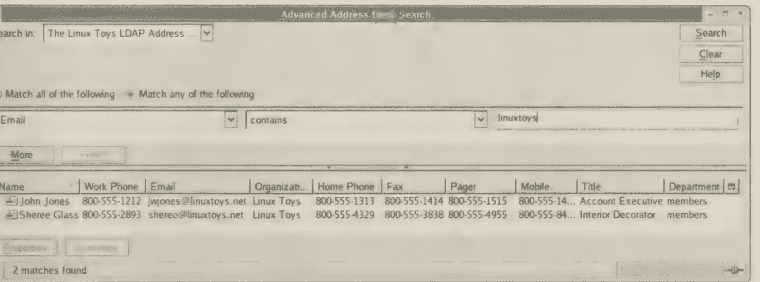 Advanced Address Search
earch in: The Linux Toys LDAP Address ...
Search
Clear
Help
Match all of the following Match any of the following
Email contains linuxtoys
More
Name Work Phone Email Organizati... Home Phone Fax Pager Mobile Title Department
John Jones 800-555-1212 jwjones@linuxtoys.net Linux Toys 800-555-1313 800-555-1414 800-555-1515 800-555-14... Account Executive members
Sheree Glass 800-555-2893 sheree@linuxtoys.net Linux Toys 800-555-4329 800-555-3838 800-555-4955 800-555-84... Interior Decorator members
Properties
2 matches found